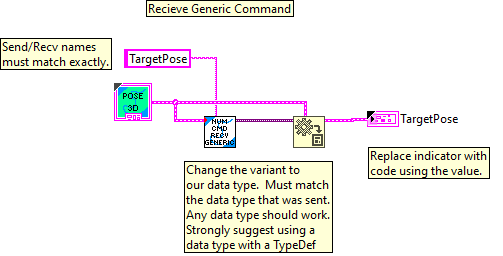 Recieve Generic Command
Send/Recv names
must match exactly.
TargetPose
POSE
3D
NVM
CMD
RECV
GENERIC
TargetPose
Change the variant to
our data type.  Must match
the data type that was sent.
Any data type should work.
Strongly suggest using a
data type with a TypeDef
Replace indicator with
code using the value.